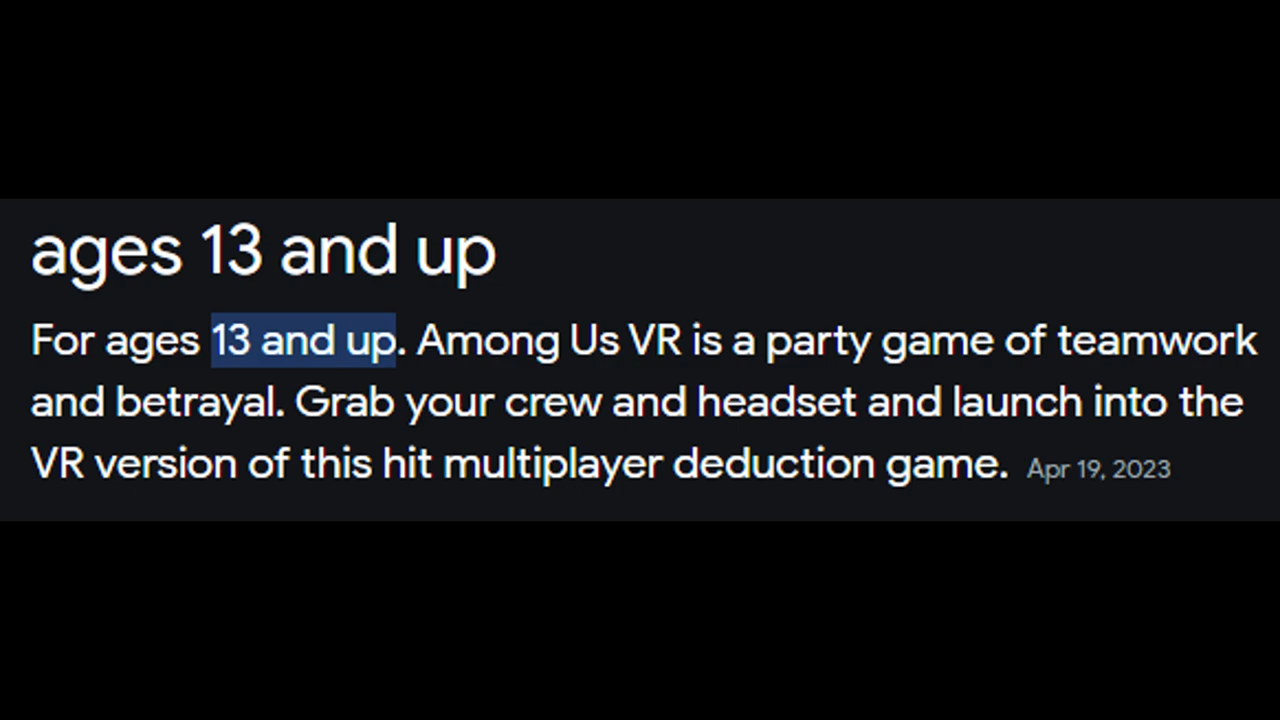 ages 13 and up
For ages 13 and up. Among Us VR is a party game of teamwork
and betrayal. Grab your crew and headset and launch into the
VR version of this hit multiplayer deduction game. Apr 19, 2023